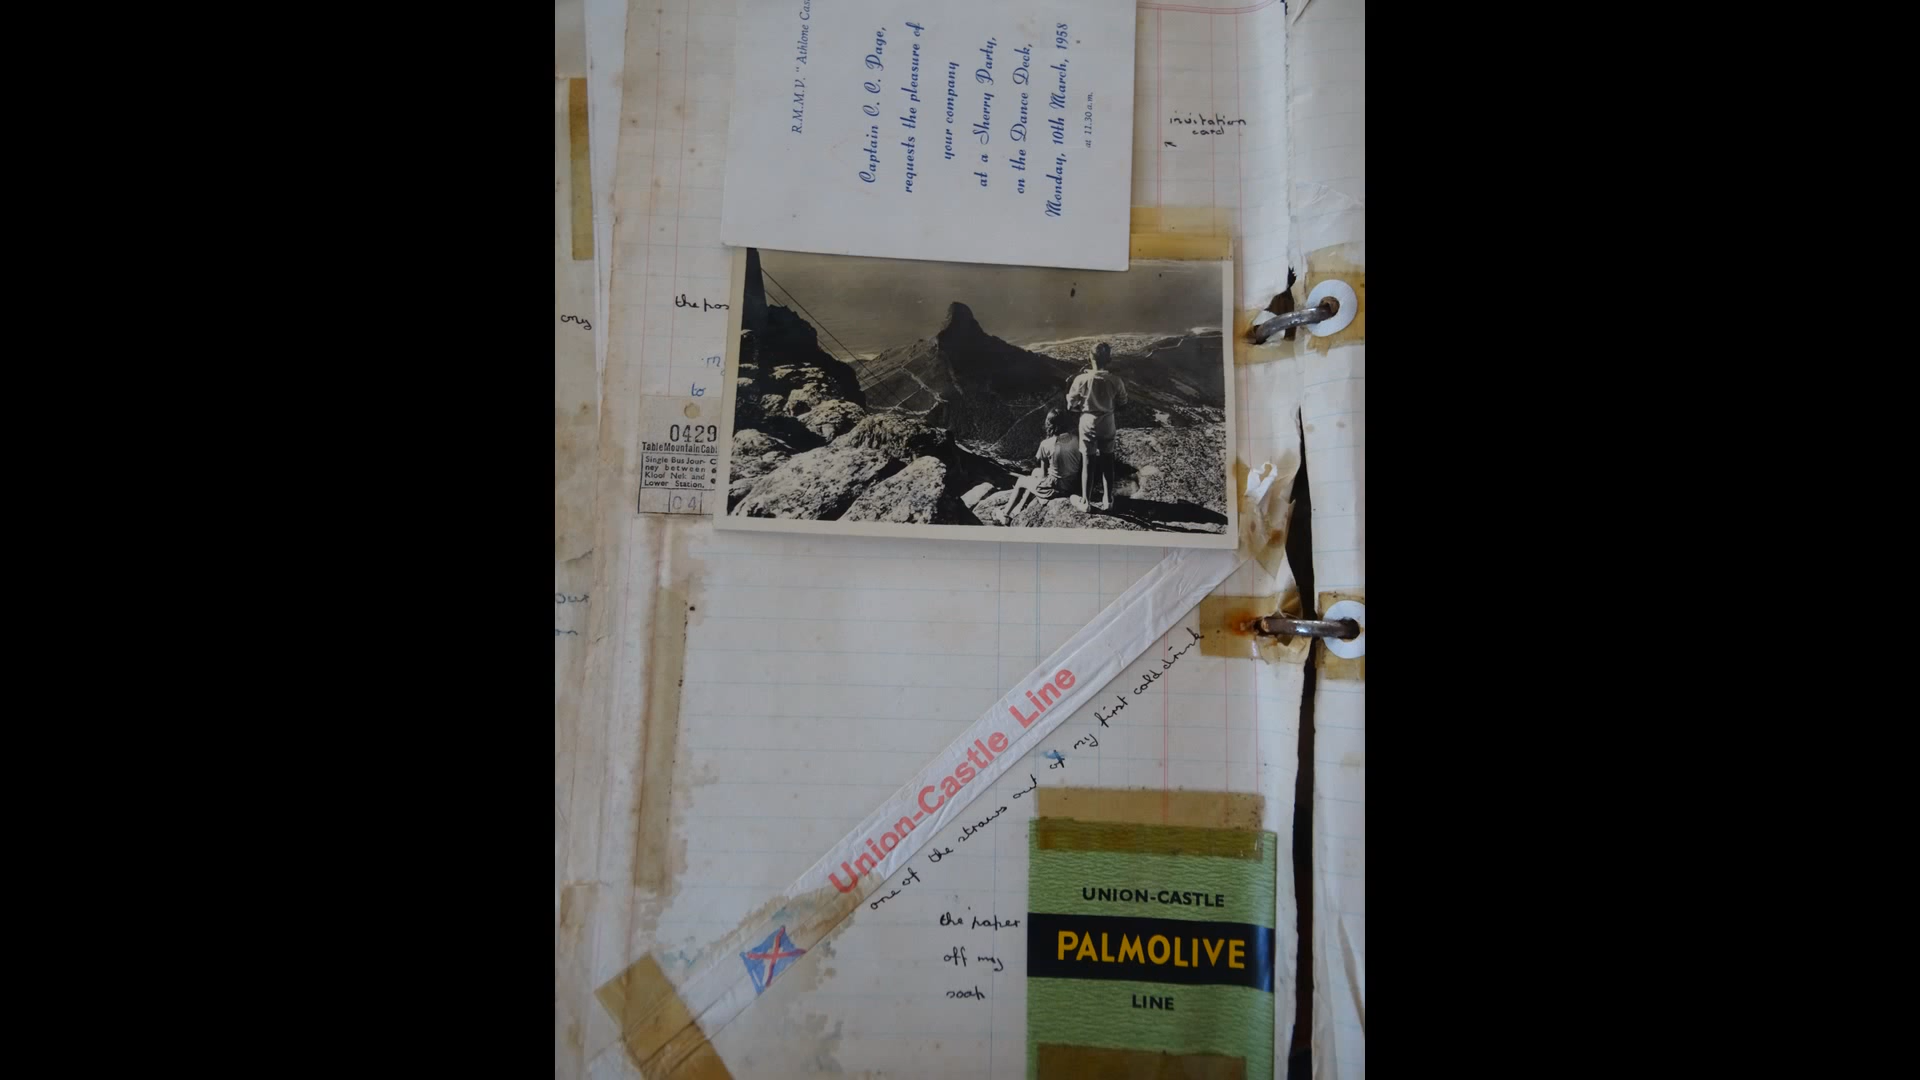 R.M.M.V. "Athlone
Captain C. C. Page,
requests the pleasure of
your company
at a Sherry Party,
on the Dance Deck,
Monday, 10th March, 1958
at 11.30 a.m.
invitation
card
the
my
to
0429
Table Mountain
Single Bus Jour-
ney between
Kloof Nek and
Lower Station.
04
Union-Castle Line
one of the straws out of my first cold drink
the paper
off my
soap
UNION-CASTLE
PALMOLIVE
LINE